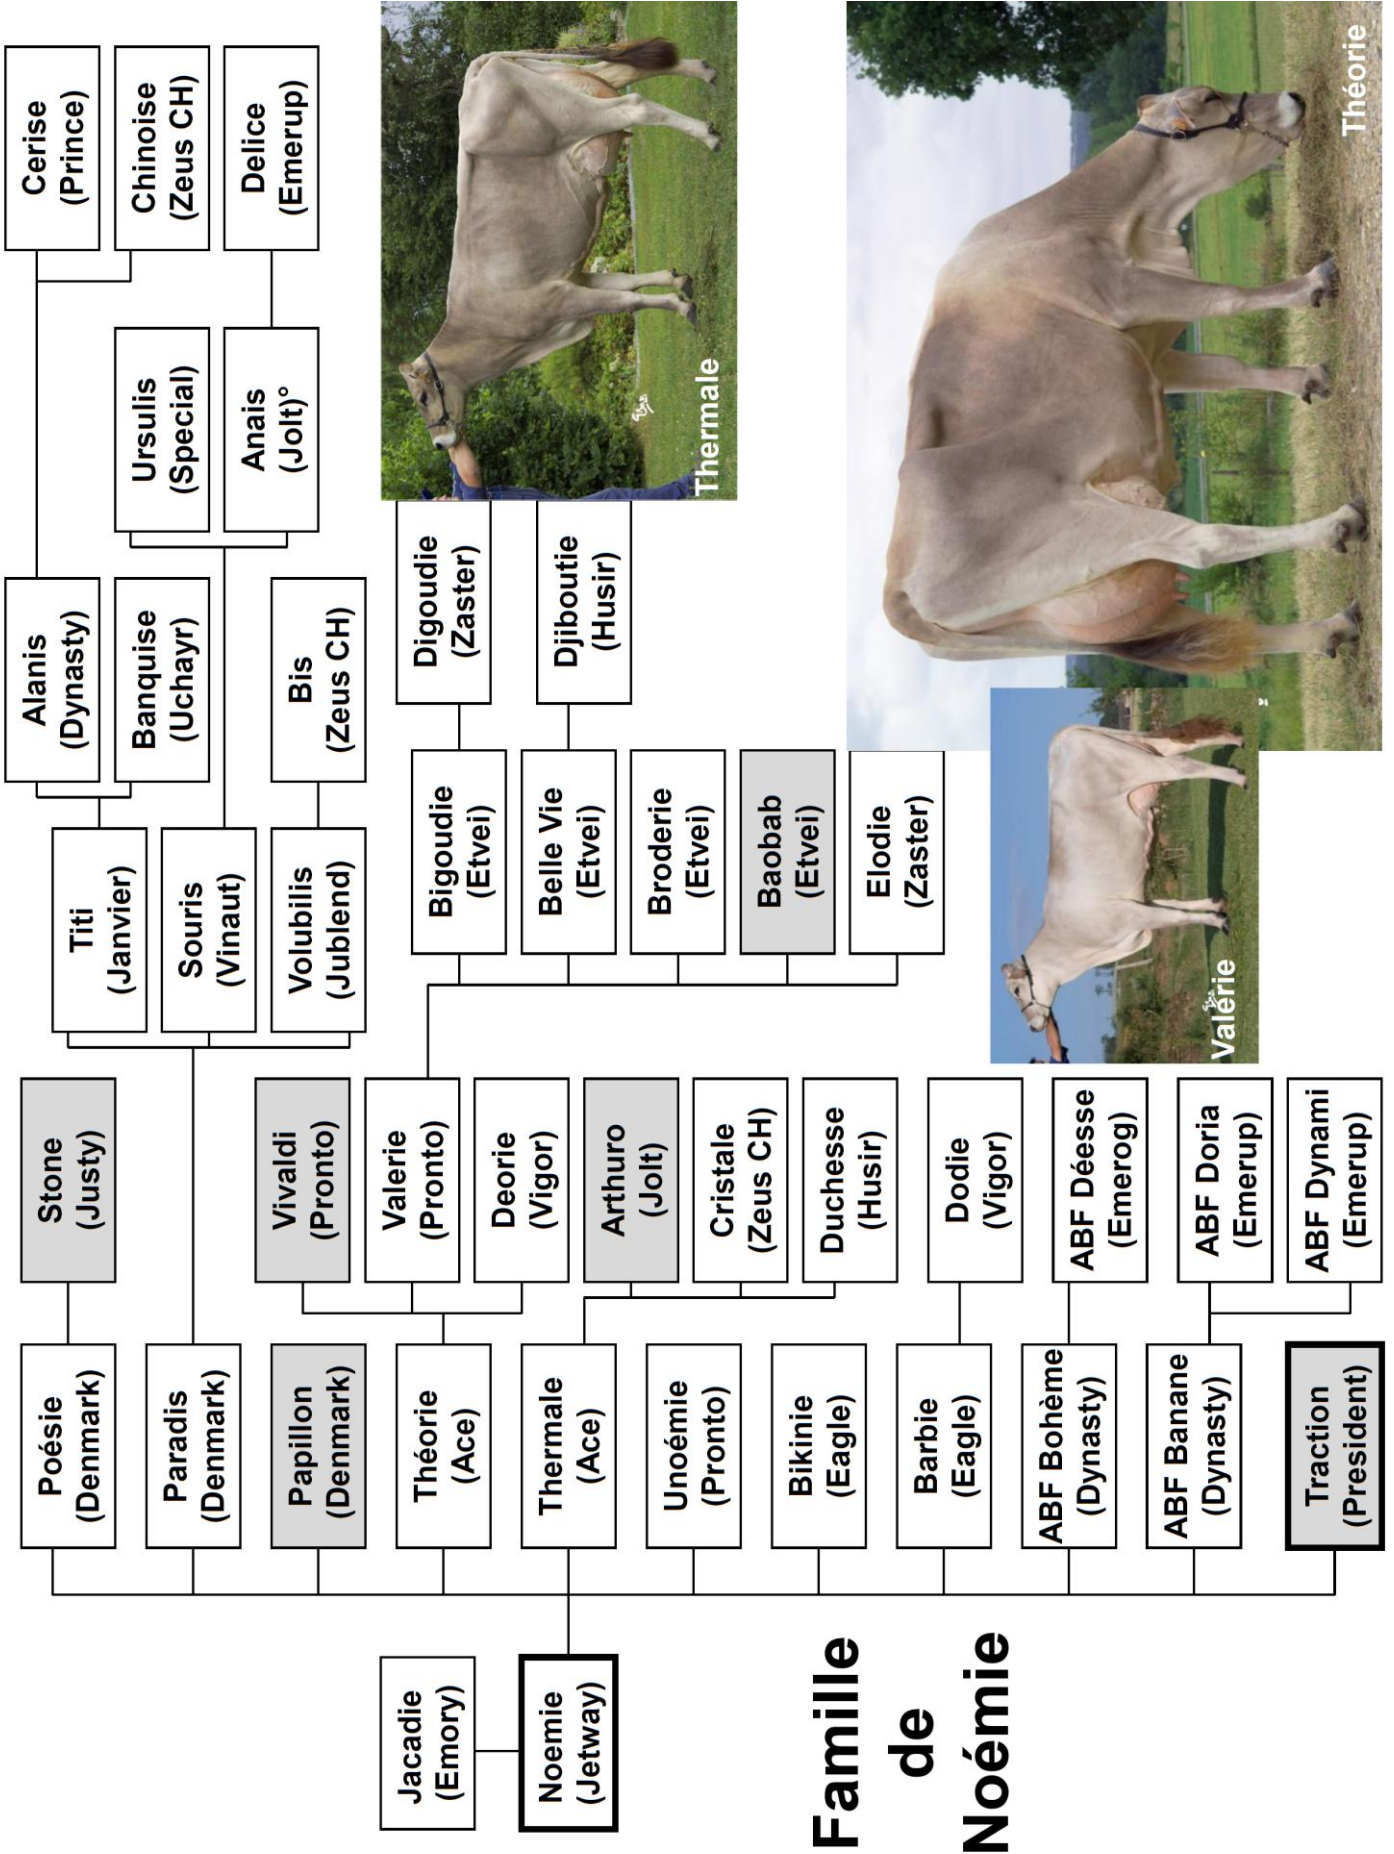 Famille
de
Noémie
Jacadie
(Emory)
Noemie
(Jetway)
Poésie
(Denmark)
Stone
(Justy)
Paradis
(Denmark)
Titi
(Janvier)
Alanis
(Dynasty)
Cerise
(Prince)
Chinoise
(Zeus CH)
Banquise
(Uchayr)
Souris
(Vinaut)
Ursulis
(Special)
Anais
(Jolt)°
Delice
(Emerup)
Volubilis
(Jublend)
Bis
(Zeus CH)
Papillon
(Denmark)
Théorie
(Ace)
Vivaldi
(Pronto)
Valerie
(Pronto)
Bigoudie
(Etvei)
Digoudie
(Zaster)
Belle Vie
(Etvei)
Djiboutie
(Husir)
Broderie
(Etvei)
Baobab
(Etvei)
Elodie
(Zaster)
Deorie
(Vigor)
Thermale
(Ace)
Arthuro
(Jolt)
Cristale
(Zeus CH)
Duchesse
(Husir)
Unoémie
(Pronto)
Bikinie
(Eagle)
Barbie
(Eagle)
Dodie
(Vigor)
ABF Bohème
(Dynasty)
ABF Déesse
(Emerog)
ABF Banane
(Dynasty)
ABF Doria
(Emerup)
ABF Dynami
(Emerup)
Traction
(President)
Thermale
Valérie
Théorie